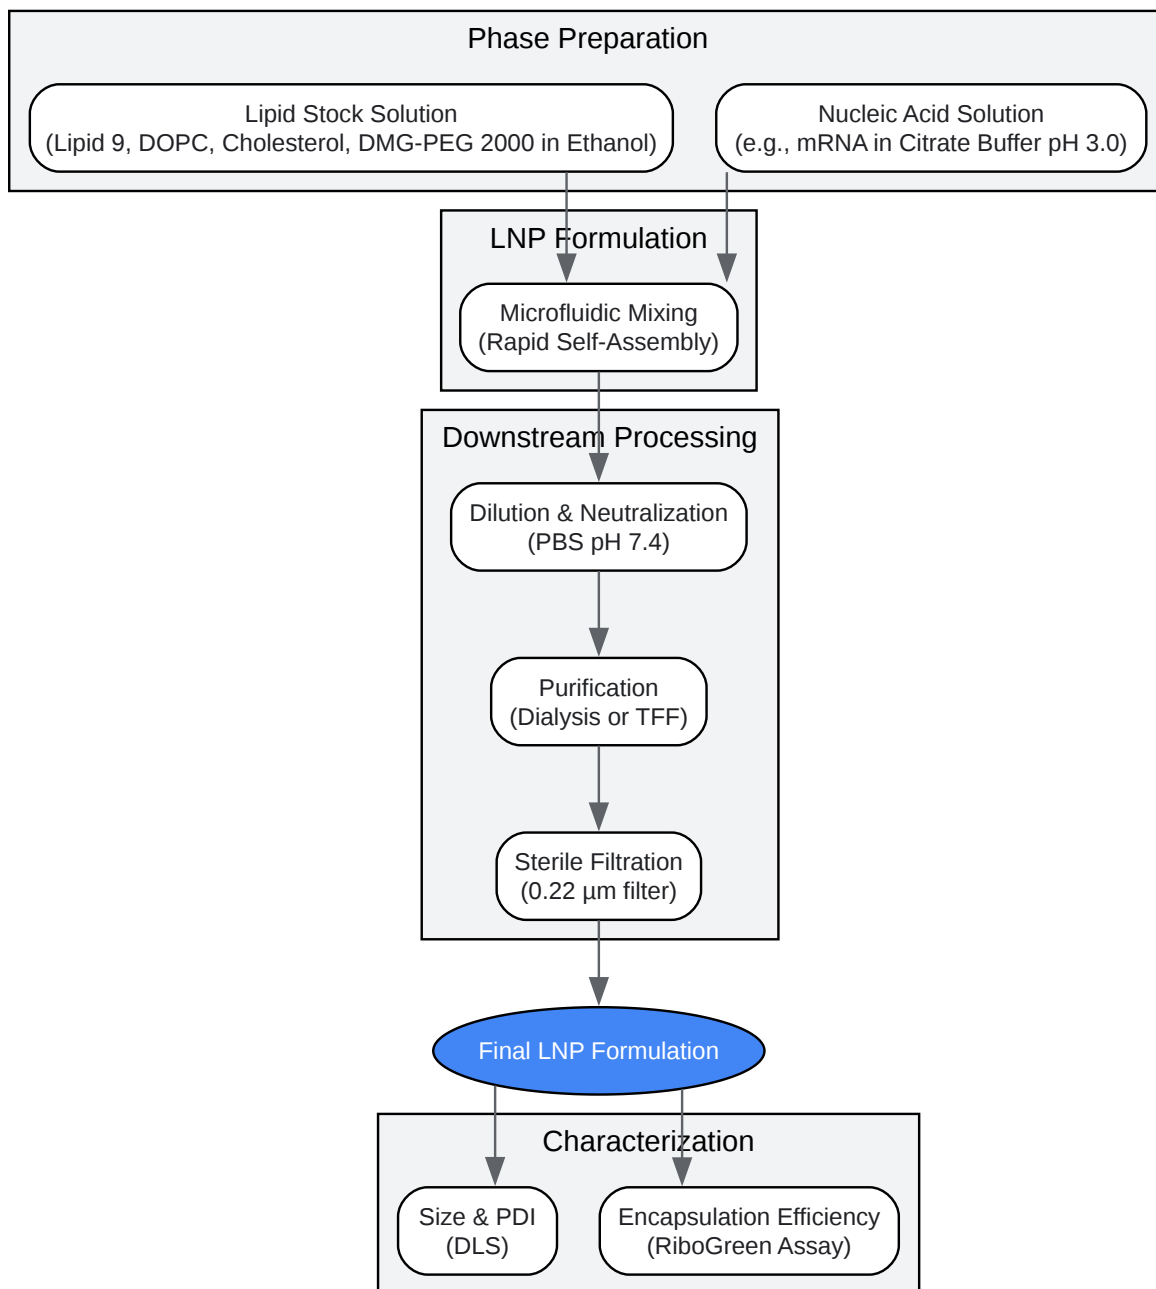 Phase Preparation
Lipid Stock Solution
(Lipid 9, DOPC, Cholesterol, DMG-PEG 2000 in Ethanol)
Nucleic Acid Solution
(e.g., mRNA in Citrate Buffer pH 3.0)
LNP Formulation
Microfluidic Mixing
(Rapid Self-Assembly)
Downstream Processing
Dilution & Neutralization
(PBS pH 7.4)
Purification
(Dialysis or TFF)
Sterile Filtration
(0.22 µm filter)
Final LNP Formulation
Characterization
Size & PDI
(DLS)
Encapsulation Efficiency
(RiboGreen Assay)